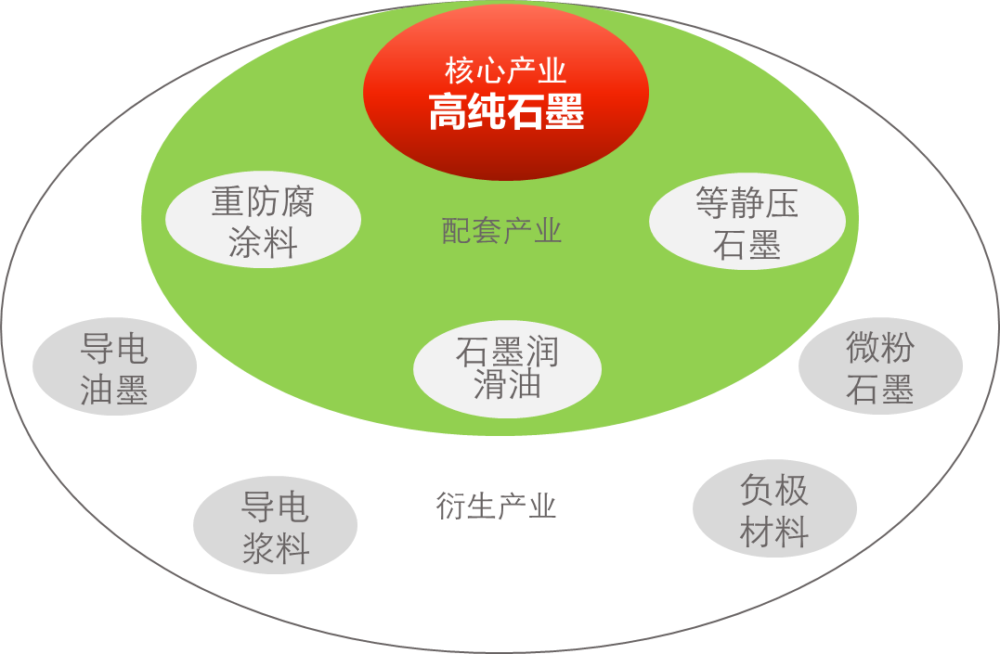 核心产业
高纯石墨
重防腐
涂料
配套产业
等静压
石墨
导电
油墨
石墨润
滑油
微粉
石墨
导电
浆料
衍生产业
负极
材料